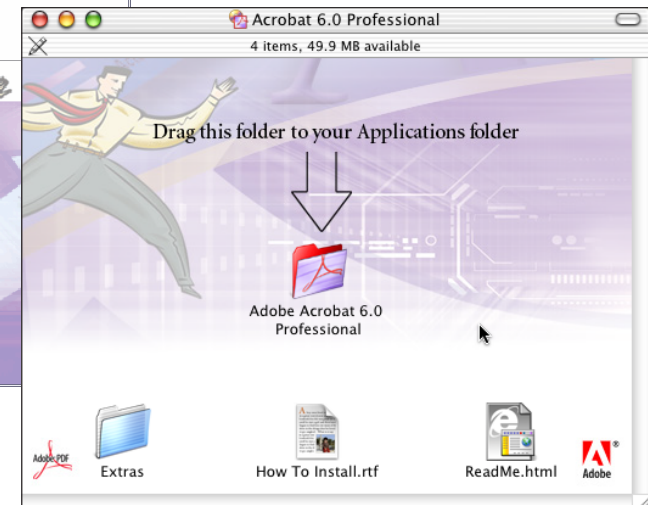 Acrobat 6.0 Professional
4 items, 49.9 MB available
Drag this folder to your Applications folder
Adobe Acrobat 6.0
Professional
Adobe PDF
Extras
How To Install.rtf
ReadMe.html
Adobe®